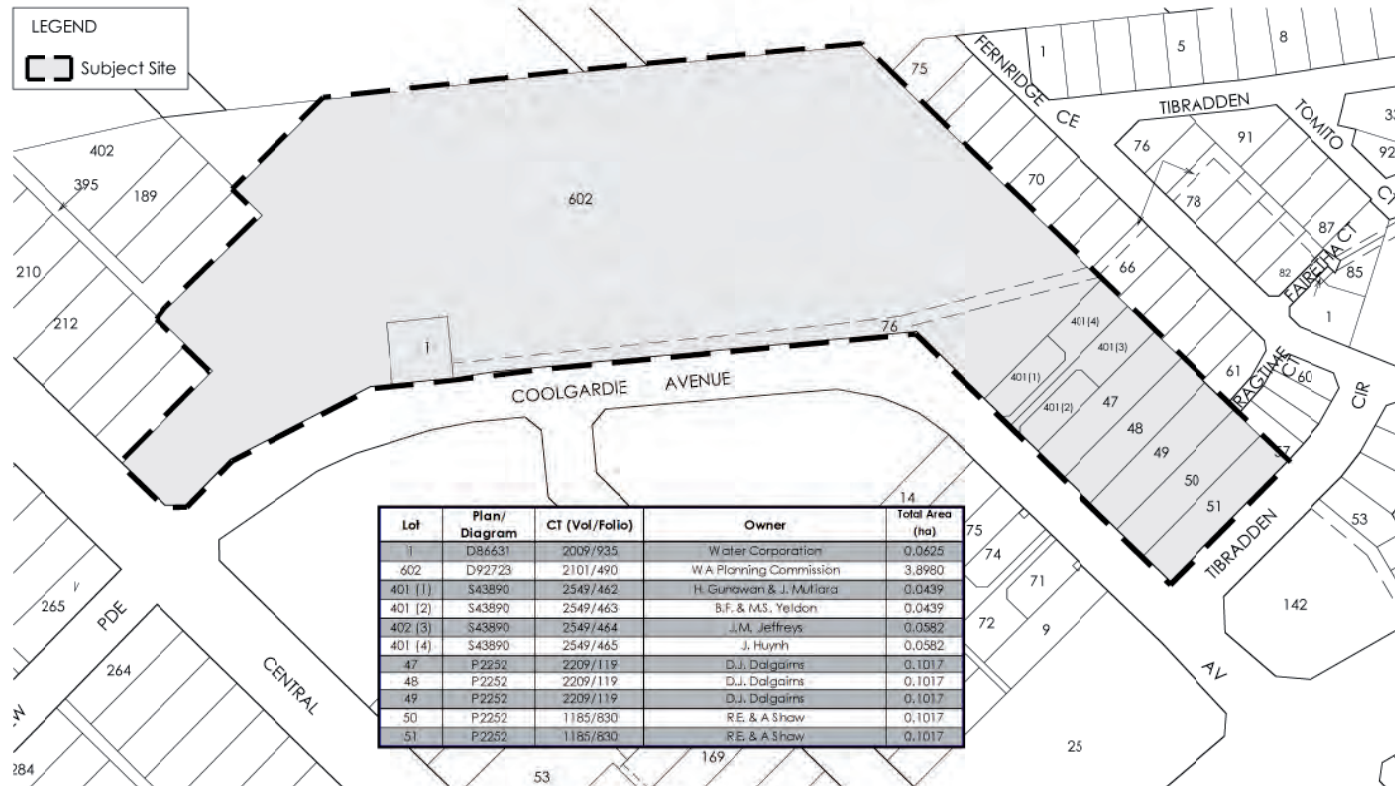 LEGEND
Subject Site
FERNRIDGE CE
TIBRADDEN
TOMITO
1
5
8
75
76
91
92
402
395
189
602
70
78
87
82
FAIRETHA CT
85
1
210
212
66
1
76
401(4)
401(3)
401(1)
401(2)
47
48
49
50
51
61
RAGTIME CT
60
CIR
57
COOLGARDIE AVENUE
TIBRADDEN
53
14
75
74
71
72
9
142
AV
25
265
PDE
264
CENTRAL
284
53
169
Lot Plan/ Diagram CT (Vol/Folio) Owner Total Area (ha)
1 D86631 2009/935 Water Corporation 0.0625
602 D92723 2101/490 WA Planning Commission 3.8980
401 (1) S43890 2549/462 H. Gunawan & J. Mutiara 0.0439
401 (2) S43890 2549/463 B.F. & M.S. Yeldon 0.0439
402 (3) S43890 2549/464 J.M. Jeffreys 0.0582
401 (4) S43890 2549/465 J. Huynh 0.0582
47 P2252 2209/119 D.J. Dalgairns 0.1017
48 P2252 2209/119 D.J. Dalgairns 0.1017
49 P2252 2209/119 D.J. Dalgairns 0.1017
50 P2252 1185/830 R.E. & A Shaw 0.1017
51 P2252 1185/830 R.E. & A Shaw 0.1017